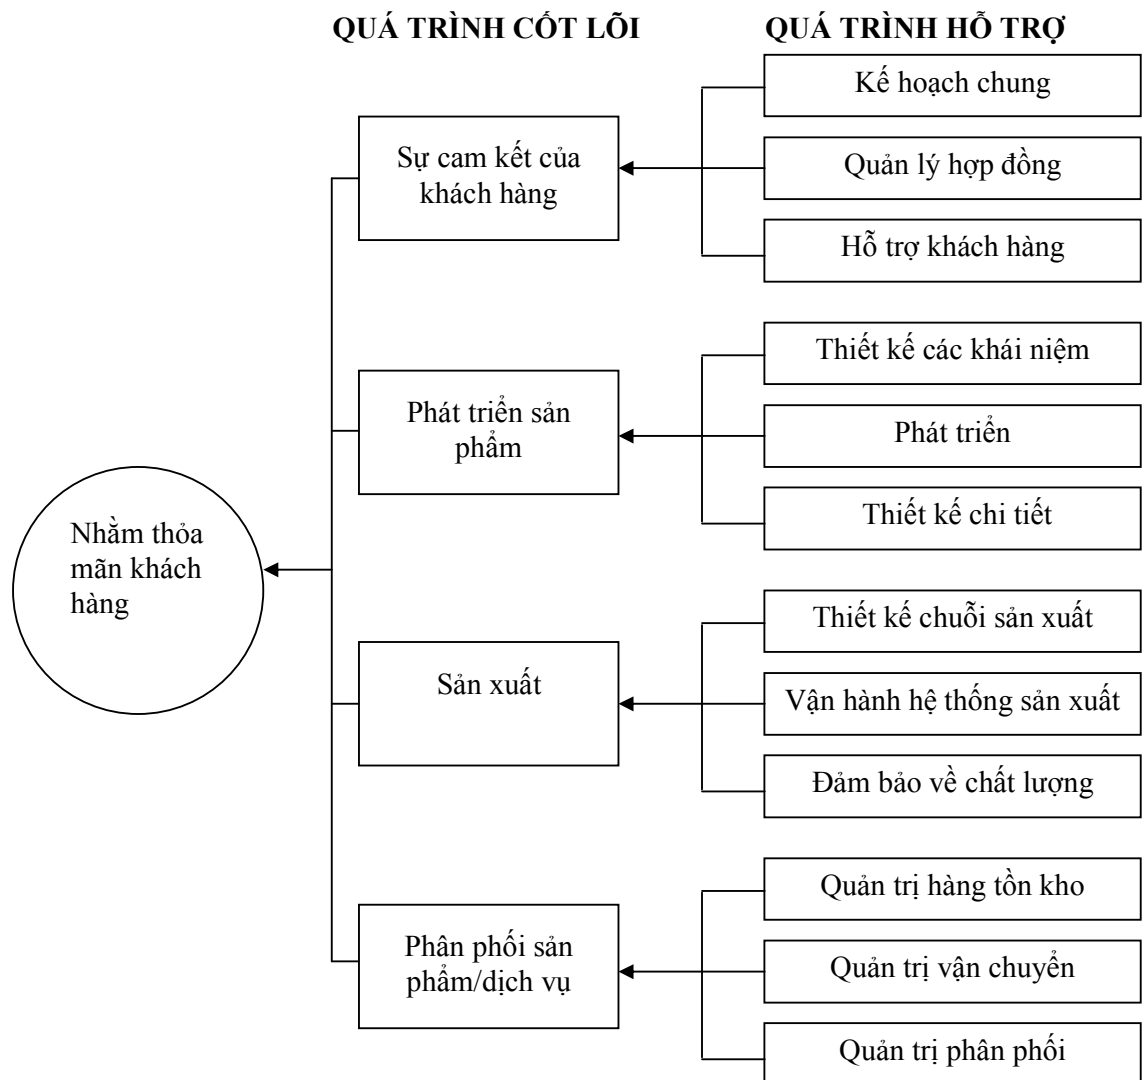 QUÁ TRÌNH CỐT LÕI
QUÁ TRÌNH HỖ TRỢ
Sự cam kết của
khách hàng
Kế hoạch chung
Quản lý hợp đồng
Hỗ trợ khách hàng
Phát triển sản
phẩm
Thiết kế các khái niệm
Phát triển
Thiết kế chi tiết
Nhằm thỏa
mãn khách
hàng
Sản xuất
Thiết kế chuỗi sản xuất
Vận hành hệ thống sản xuất
Đảm bảo về chất lượng
Phân phối sản
phẩm/dịch vụ
Quản trị hàng tồn kho
Quản trị vận chuyển
Quản trị phân phối